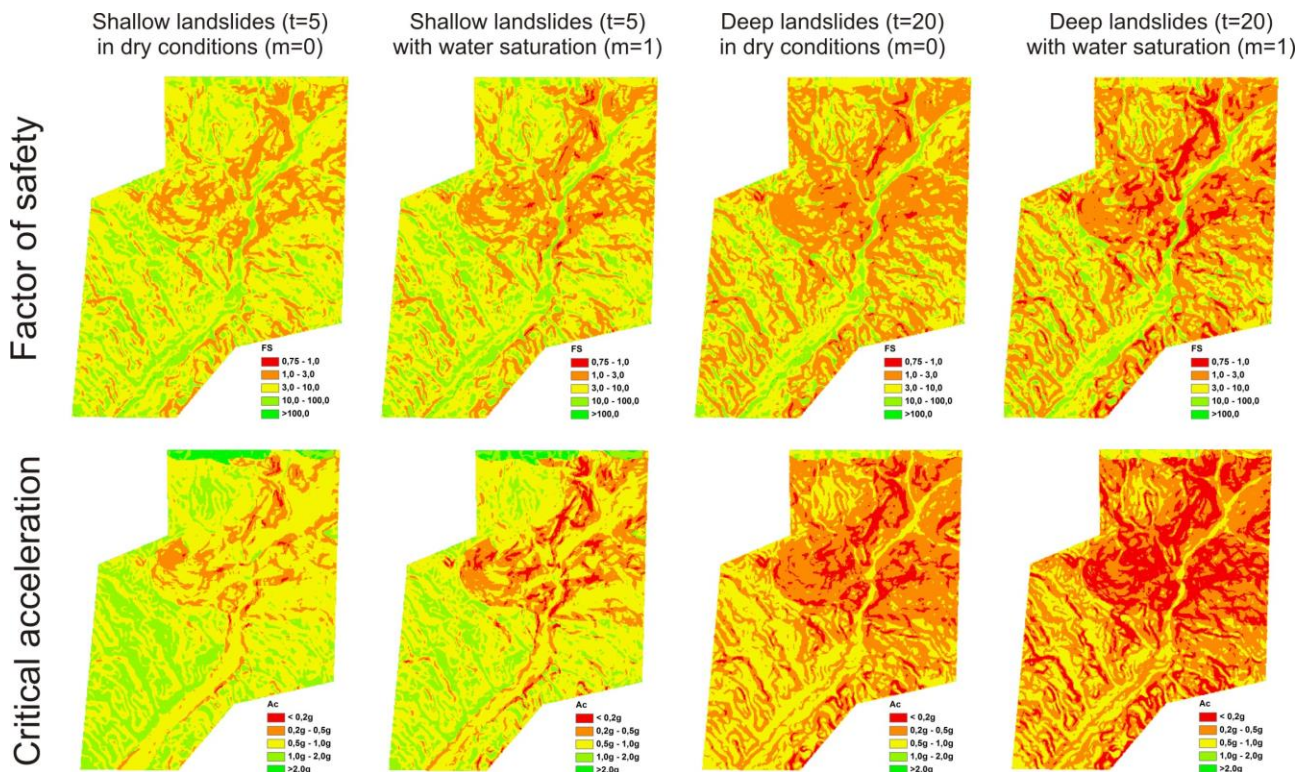 Shallow landslides (t=5)
in dry conditions (m=0)
Shallow landslides (t=5)
with water saturation (m=1)
Deep landslides (t=20)
in dry conditions (m=0)
Deep landslides (t=20)
with water saturation (m=1)
Factor of safety
FS
0,75 - 1,0
1,0 - 3,0
3,0 - 10,0
10,0 - 100,0
>100,0
FS
0,75 - 1,0
1,0 - 3,0
3,0 - 10,0
10,0 - 100,0
>100,0
FS
0,75 - 1,0
1,0 - 3,0
3,0 - 10,0
10,0 - 100,0
>100,0
FS
0,75 - 1,0
1,0 - 3,0
3,0 - 10,0
10,0 - 100,0
>100,0
Critical acceleration
Ac
< 0,2g
0,2g - 0,5g
0,5g - 1,0g
1,0g - 2,0g
>2,0g
Ac
< 0,2g
0,2g - 0,5g
0,5g - 1,0g
1,0g - 2,0g
>2,0g
Ac
< 0,2g
0,2g - 0,5g
0,5g - 1,0g
1,0g - 2,0g
>2,0g
Ac
< 0,2g
0,2g - 0,5g
0,5g - 1,0g
1,0g - 2,0g
>2,0g